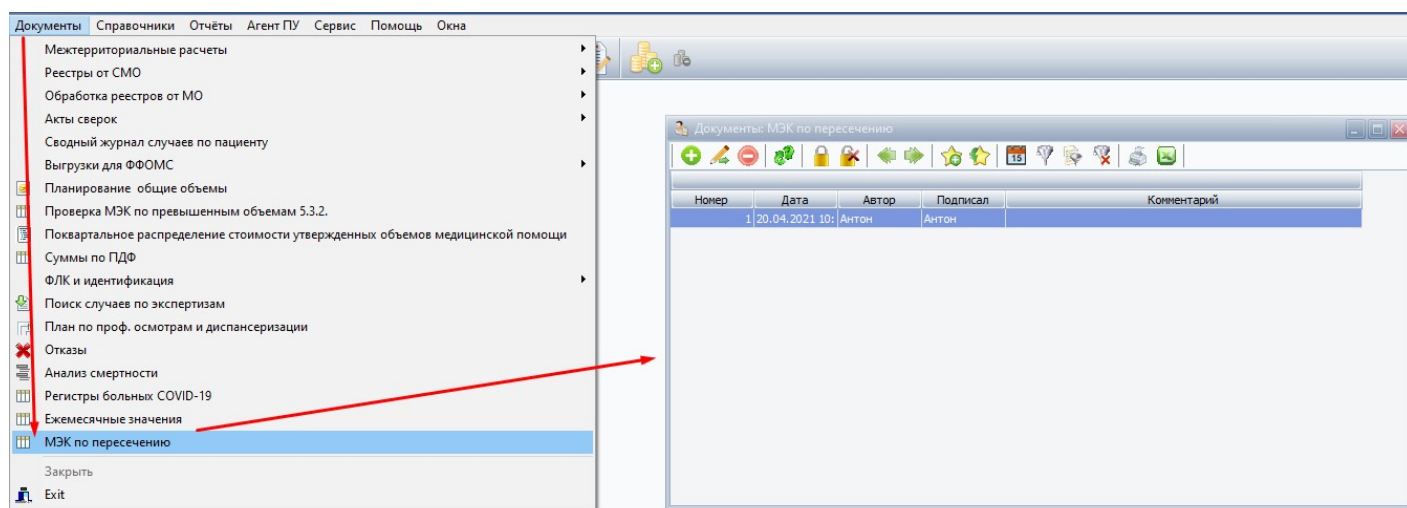 Документы Справочники Отчёты Агент ПУ Сервис Помощь Окна
Межтерриториальные расчеты
Реестры от СМО
Обработка реестров от МО
Акты сверок
Сводный журнал случаев по пациенту
Выгрузки для ФФОМС
Планирование общие объемы
Проверка МЭК по превышенным объемам 5.3.2.
Поквартальное распределение стоимости утвержденных объемов медицинской помощи
Суммы по ПДФ
ФЛК и идентификация
Поиск случаев по экспертизам
План по проф. осмотрам и диспансеризации
Отказы
Анализ смертности
Регистры больных COVID-19
Ежемесячные значения
МЭК по пересечению
Закрыть
Exit
Документы: МЭК по пересечению
15
Номер Дата Автор Подписал Комментарий
1 20.04.2021 10: Антон Антон